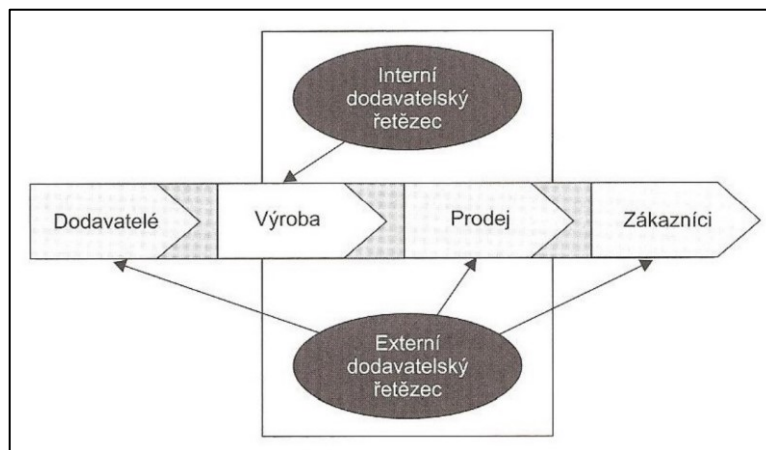 Interní
dodavatelský
řetězec
Dodavatelé
Výroba
Prodej
Zákazníci
Externí
dodavatelský
řetězec